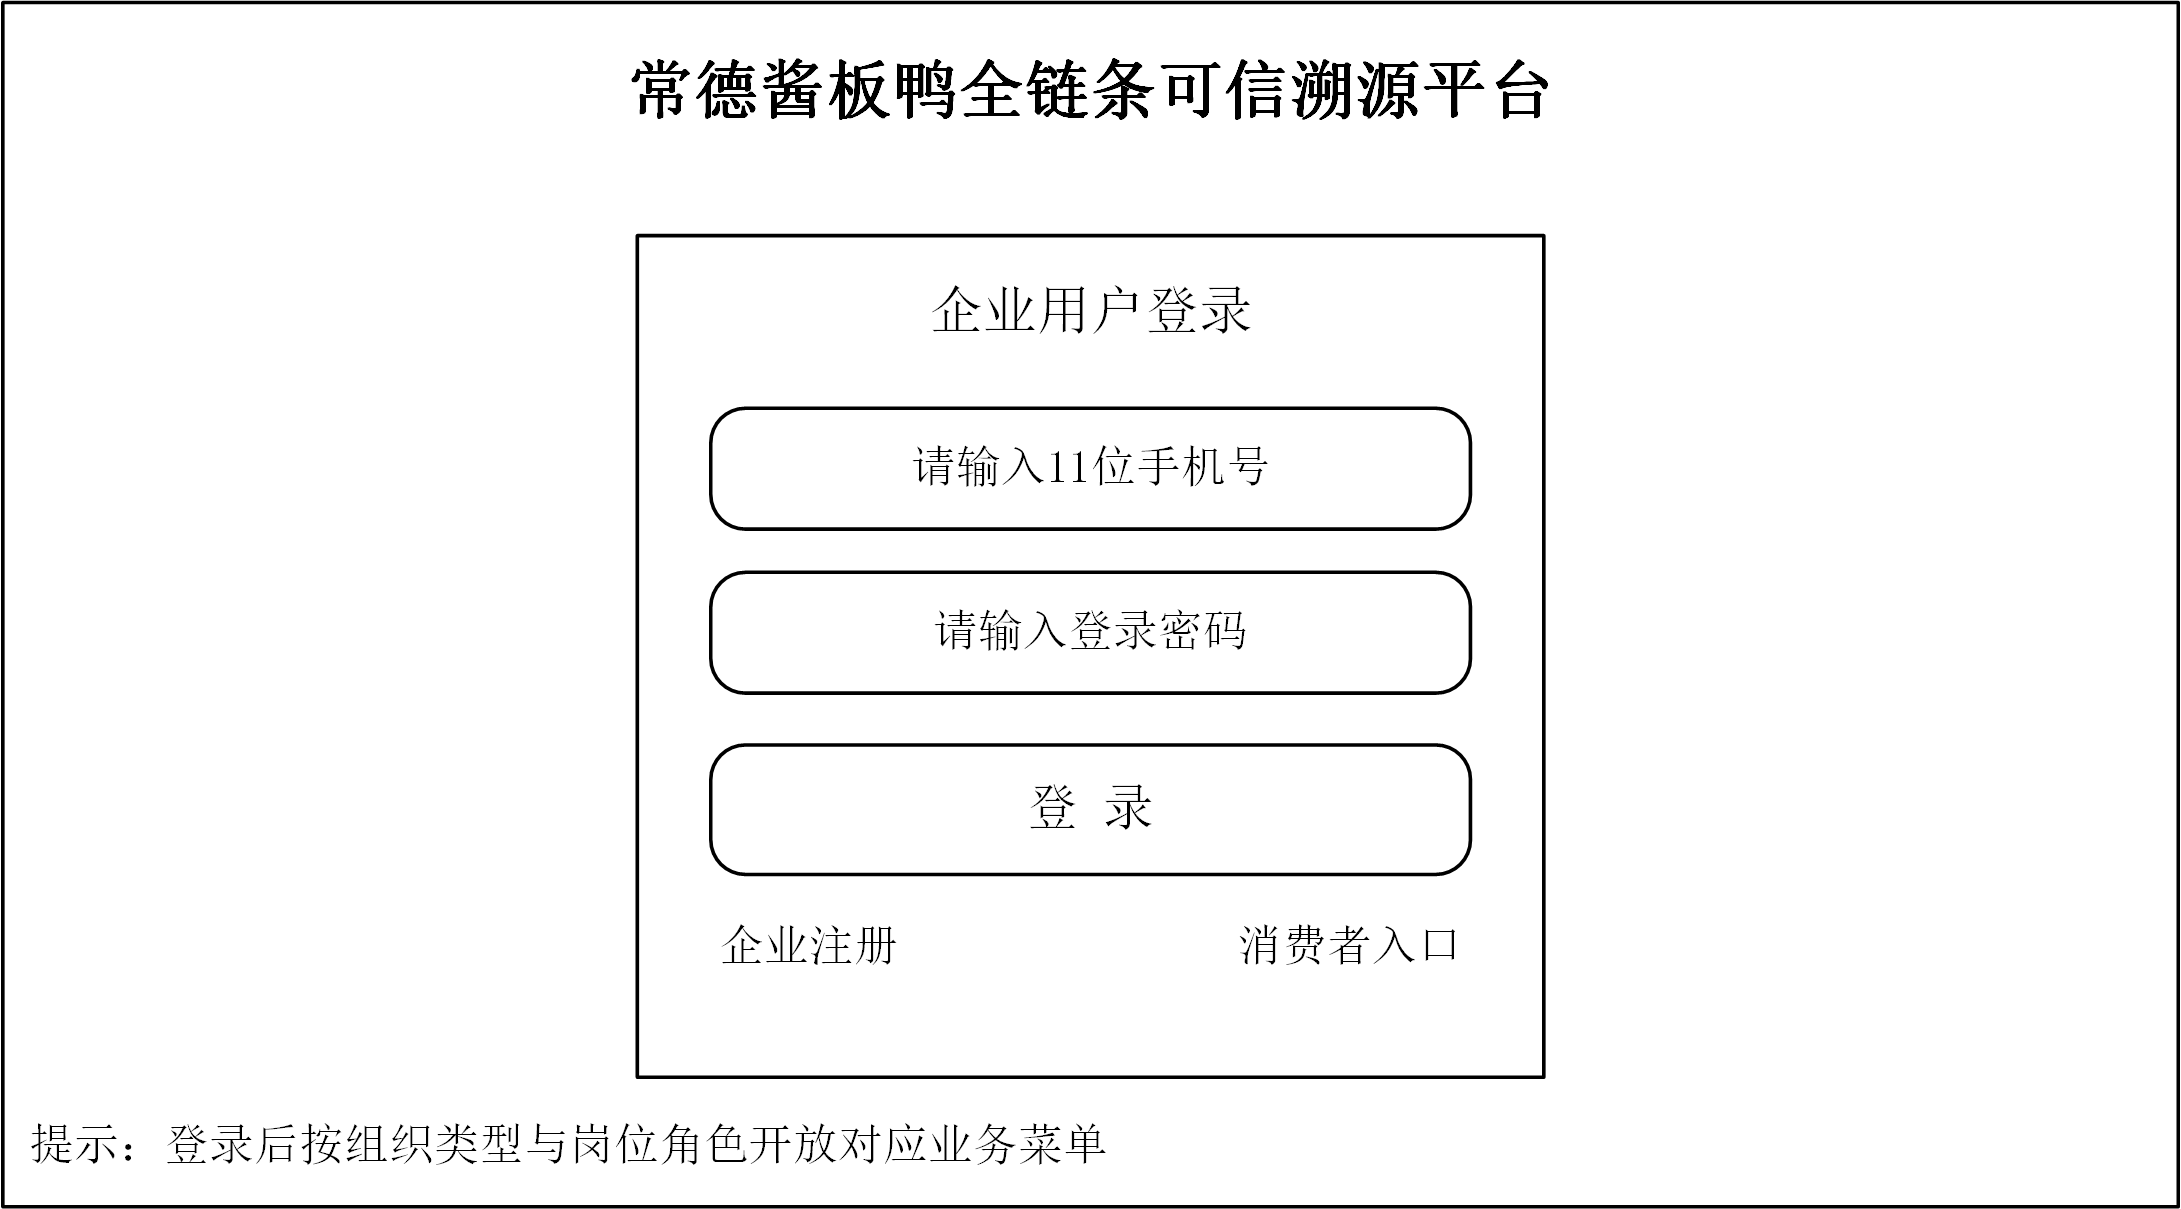 常德酱板鸭全链条可信溯源平台
企业用户登录
请输入11位手机号
请输入登录密码
登 录
企业注册 消费者入口
提示：登录后按组织类型与岗位角色开放对应业务菜单